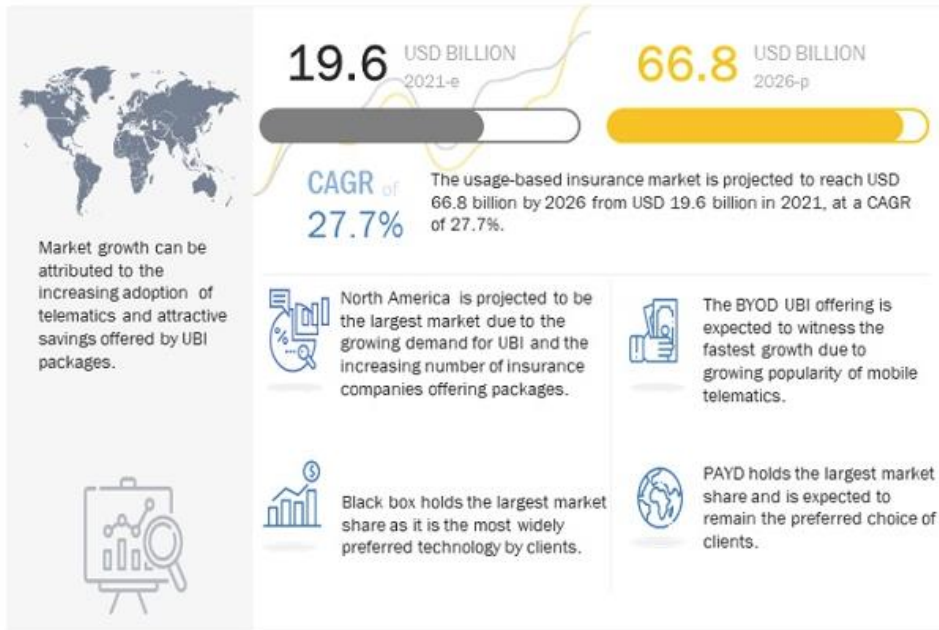 19.6
USD BILLION
2021-e
66.8
USD BILLION
2026-p
CAGR of
27.7%
The usage-based insurance market is projected to reach USD
66.8 billion by 2026 from USD 19.6 billion in 2021, at a CAGR
of 27.7%.
Market growth can be
attributed to the
increasing adoption of
telematics and attractive
savings offered by UBI
packages.
North America is projected to be
the largest market due to the
growing demand for UBI and the
increasing number of insurance
companies offering packages.
The BYOD UBI offering is
expected to witness the
fastest growth due to
growing popularity of mobile
telematics.
Black box holds the largest market
share as it is the most widely
preferred technology by clients.
PAYD holds the largest market
share and is expected to
remain the preferred choice of
clients.
%
$